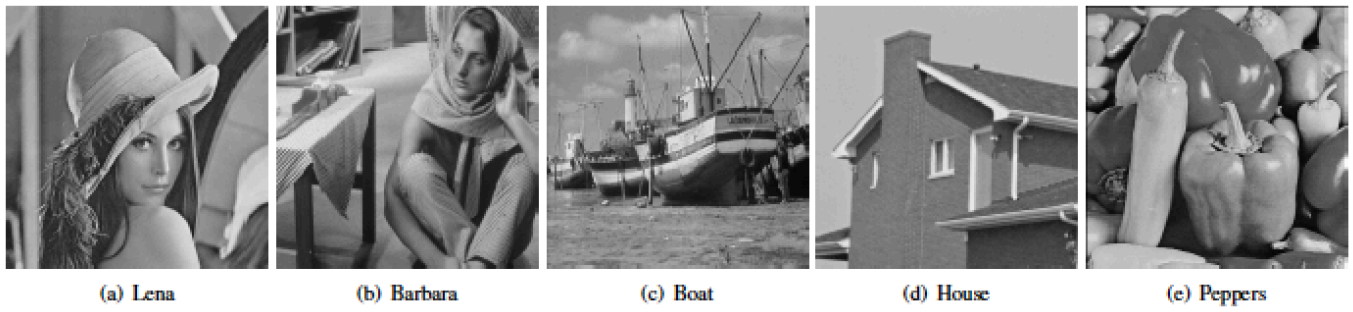 (a) Lena
(b) Barbara
(c) Boat
(d) House
(e) Peppers